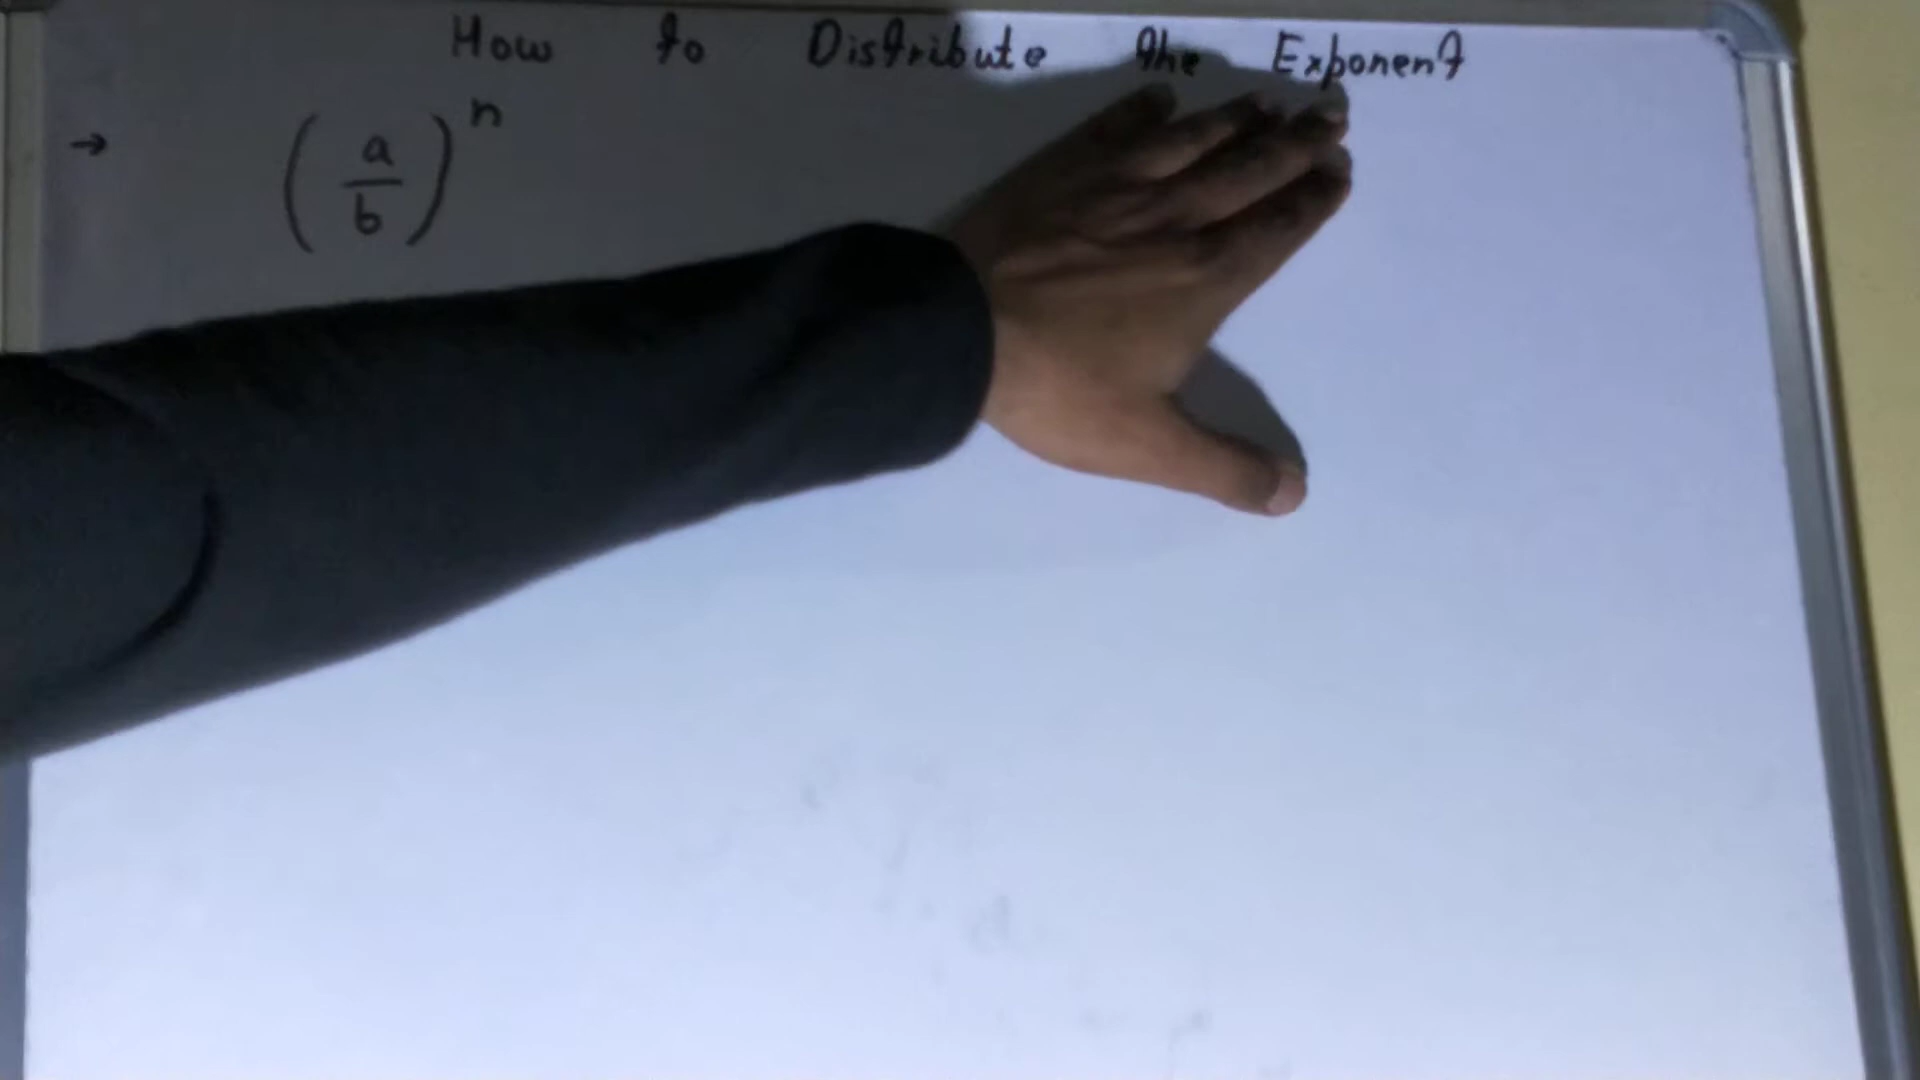 How to Distribute the Exponent
→ (a/b)^n